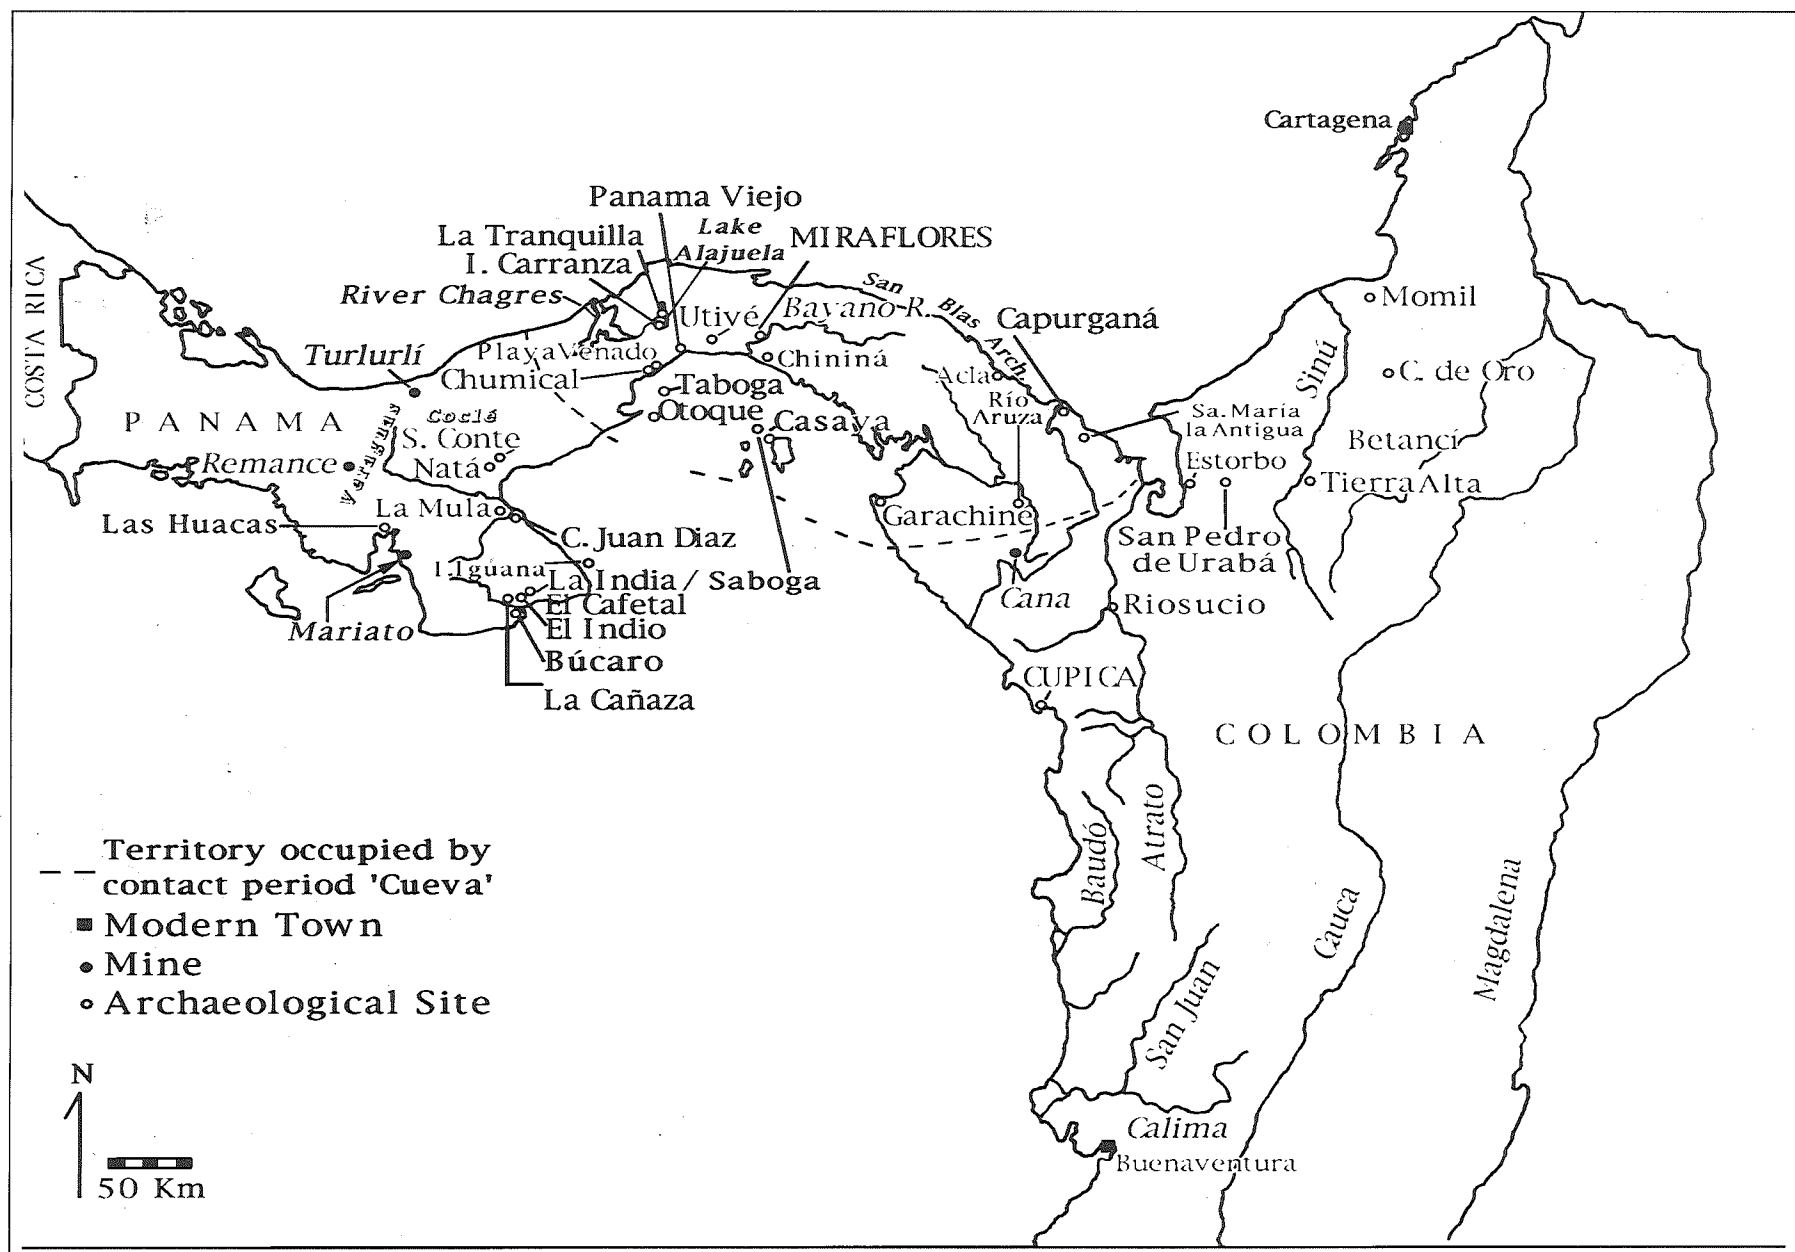 Cartagena
Panama Viejo
La Tranquilla
Lake
Alajuela
MIRAFLORES
I. Carranza
River Chagres
San
Blas
Arch.
Bayano R.
Utivé
Capurganá
Momil
COSTA RICA
Turlurlí
Playa Venado
Chumical
Chininá
Acla
Río
Aruza
Sinú
C. de Oro
Taboga
Otoque
Casaya
Sa. María
la Antigua
PANAMA
Coclé
S. Conte
Natá
Remance
Veraguas
Betancí
Estorbo
Tierra Alta
La Mula
Las Huacas
Garachiné
C. Juan Diaz
San Pedro
de Urabá
I. Iguana
La India / Saboga
El Cafetal
El Indio
Mariato
Cana
Riosucio
Búcaro
La Cañaza
CUPICA
COLOMBIA
Baudó
Atrato
Cauca
Magdalena
San Juan
Calima
Buenaventura
Territory occupied by
contact period 'Cueva'
Modern Town
Mine
Archaeological Site
N
50 Km